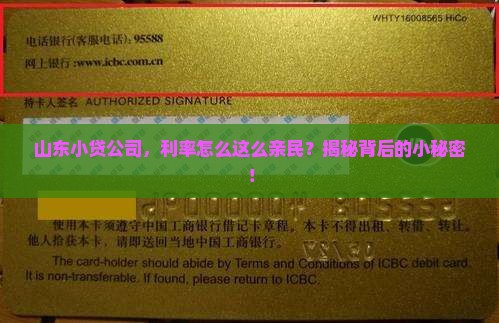 WHTY16008565 HiCo
电话银行(客服电话): 95588
网上银行:www.icbc.com.cn
持卡人签名 AUTHORIZED SIGNATURE
山东小贷公司，利率怎么这么亲民？揭秘背后的小秘密
！
使用本卡须遵守中国工商银行借记卡章程。本卡不得出租、转借、转让。
他人拾获本卡，请即送回当地中国工商银行。
The card-holder should abide by Terms and Conditions of ICBC debit card.
It is non-transferable. If found, please return to ICBC.